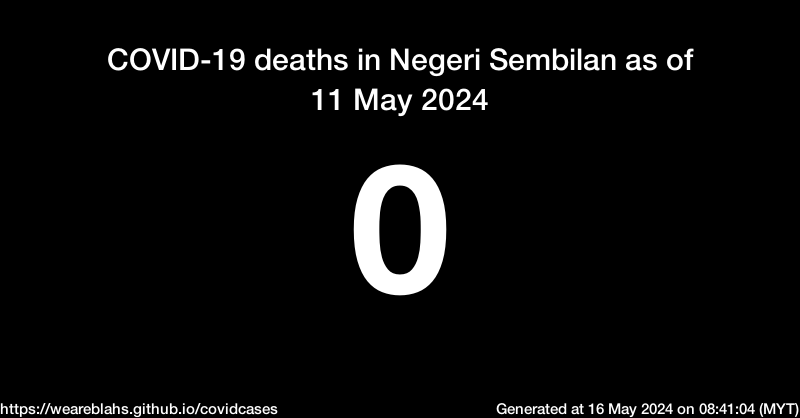 COVID-19 deaths in Negeri Sembilan as of
11 May 2024
0
https://weareblahs.github.io/covidcases
Generated at 16 May 2024 on 08:41:04 (MYT)